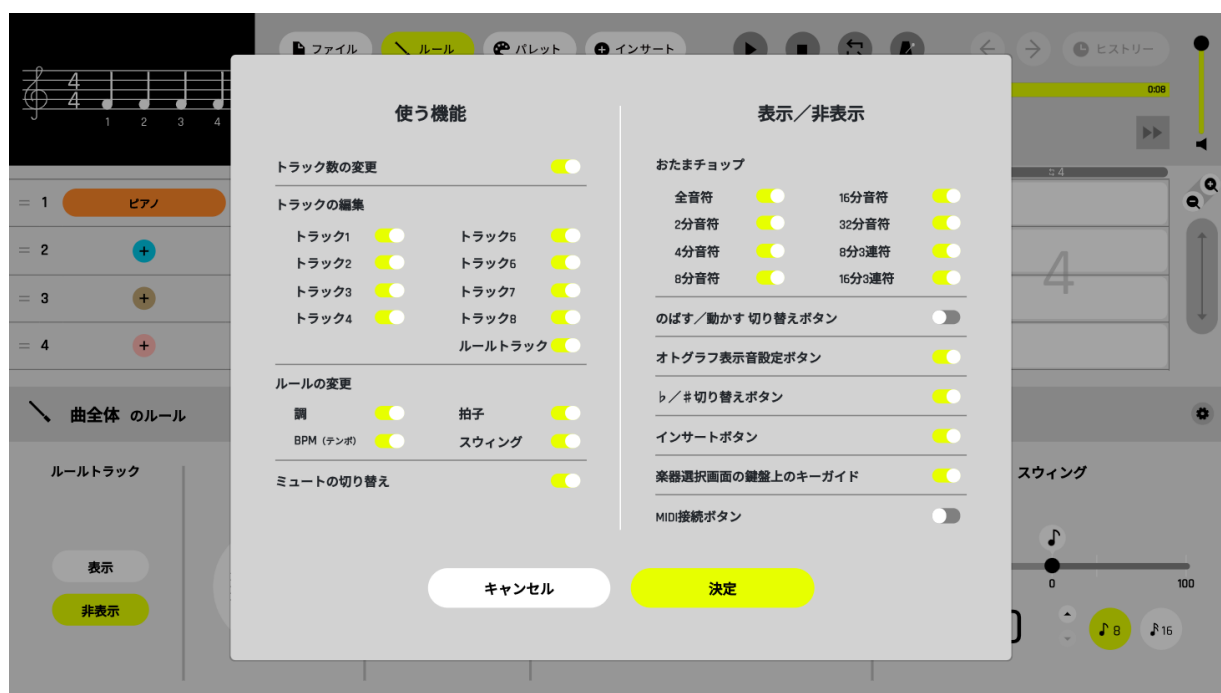 ファイル
ルール
パレット
インサート
ヒストリー
4
4
1 2 3 4
0:08
4
= 1 ピアノ
= 2 +
= 3 +
= 4 +
4
曲全体 のルール
ルールトラック
表示
非表示
使う機能
トラック数の変更
トラックの編集
トラック1 トラック5
トラック2 トラック6
トラック3 トラック7
トラック4 トラック8
ルールトラック
ルールの変更
調 拍子
BPM (テンポ) スウィング
ミュートの切り替え
表示／非表示
おたまチョップ
全音符 16分音符
2分音符 32分音符
4分音符 8分3連符
8分音符 16分3連符
のばす／動かす 切り替えボタン
オトグラフ表示音設定ボタン
♭／♯切り替えボタン
インサートボタン
楽器選択画面の鍵盤上のキーガイド
MIDI接続ボタン
キャンセル 決定
スウィング
0 100
8 16